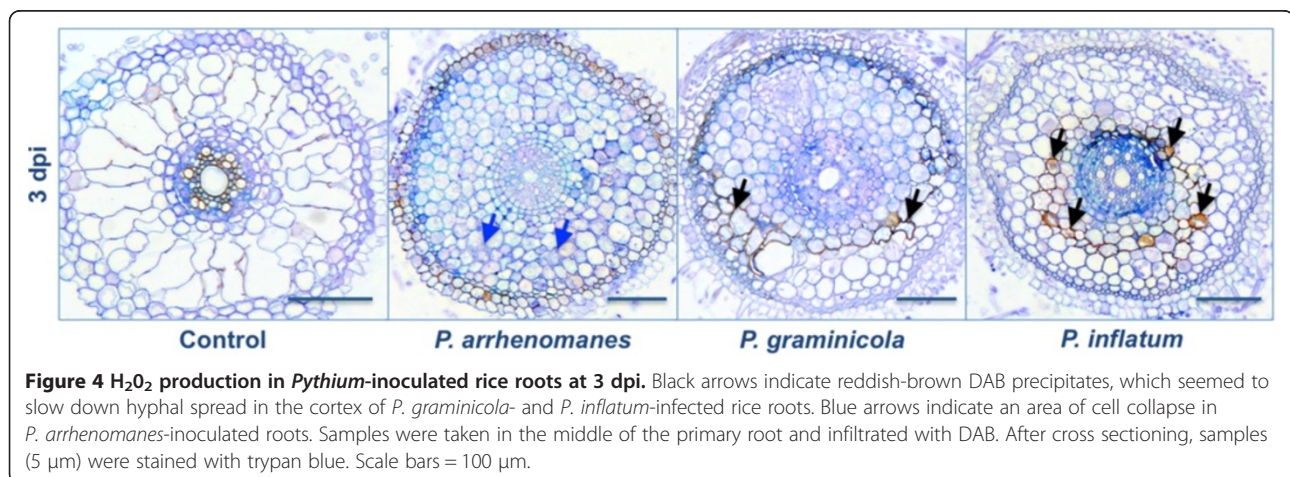 3 dpi
Control
P. arrhenomanes
P. graminicola
P. inflatum
Figure 4 H₂0₂ production in Pythium-inoculated rice roots at 3 dpi. Black arrows indicate reddish-brown DAB precipitates, which seemed to
slow down hyphal spread in the cortex of P. graminicola- and P. inflatum-infected rice roots. Blue arrows indicate an area of cell collapse in
P. arrhenomanes-inoculated roots. Samples were taken in the middle of the primary root and infiltrated with DAB. After cross sectioning, samples
(5 μm) were stained with trypan blue. Scale bars = 100 μm.